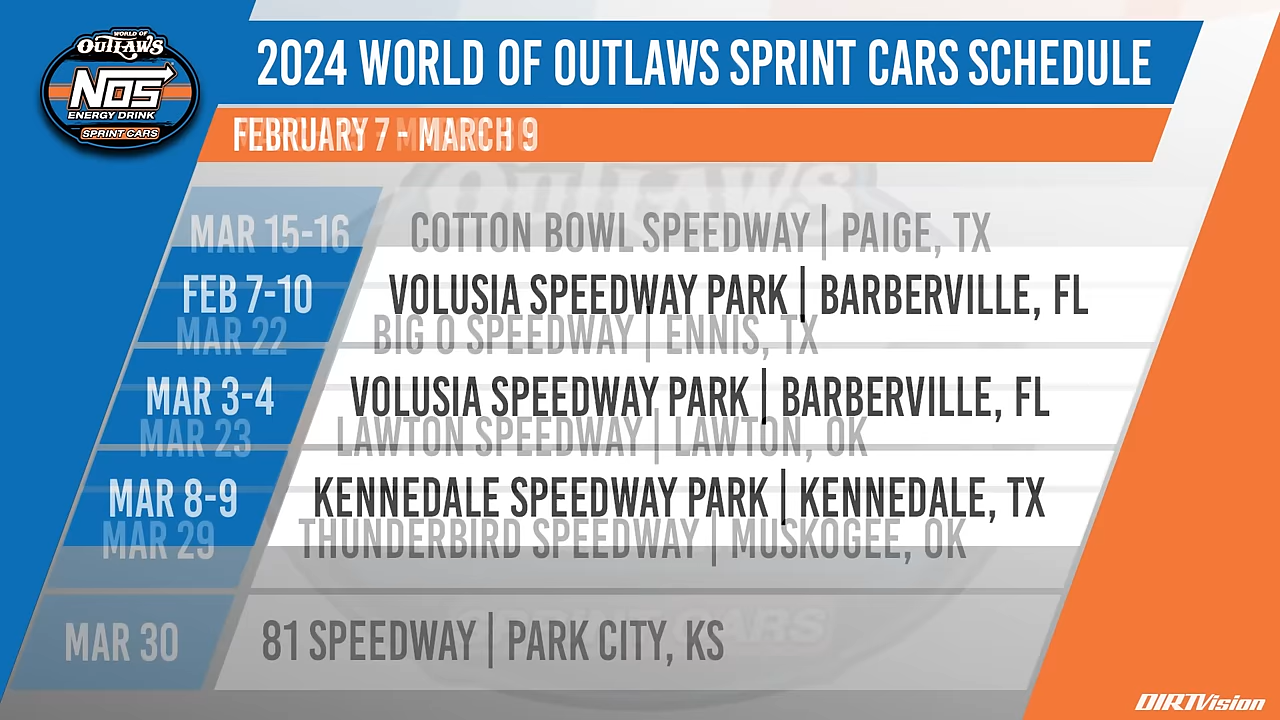 WORLD OF
OUTLAWS
NOS
ENERGY DRINK
SPRINT CARS
2024 WORLD OF OUTLAWS SPRINT CARS SCHEDULE
FEBRUARY 7 - MARCH 9
MAR 15-16 COTTON BOWL SPEEDWAY | PAIGE, TX
FEB 7-10 VOLUSIA SPEEDWAY PARK | BARBERVILLE, FL
MAR 22 BIG O SPEEDWAY | ENNIS, TX
MAR 3-4 VOLUSIA SPEEDWAY PARK | BARBERVILLE, FL
MAR 23 LAWTON SPEEDWAY | LAWTON, OK
MAR 8-9 KENNEDALE SPEEDWAY PARK | KENNEDALE, TX
MAR 29 THUNDERBIRD SPEEDWAY | MUSKOGEE, OK
MAR 30 81 SPEEDWAY | PARK CITY, KS
DIRTVision